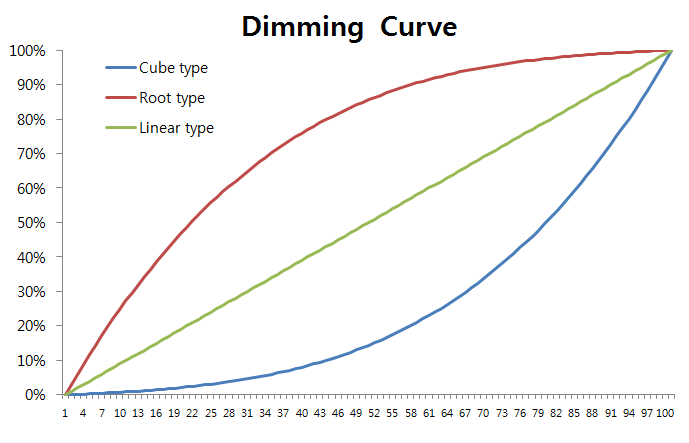 Dimming Curve
100%
90%
80%
70%
60%
50%
40%
30%
20%
10%
0%
Cube type
Root type
Linear type
1 4 7 10 13 16 19 22 25 28 31 34 37 40 43 46 49 52 55 58 61 64 67 70 73 76 79 82 85 88 91 94 97 100